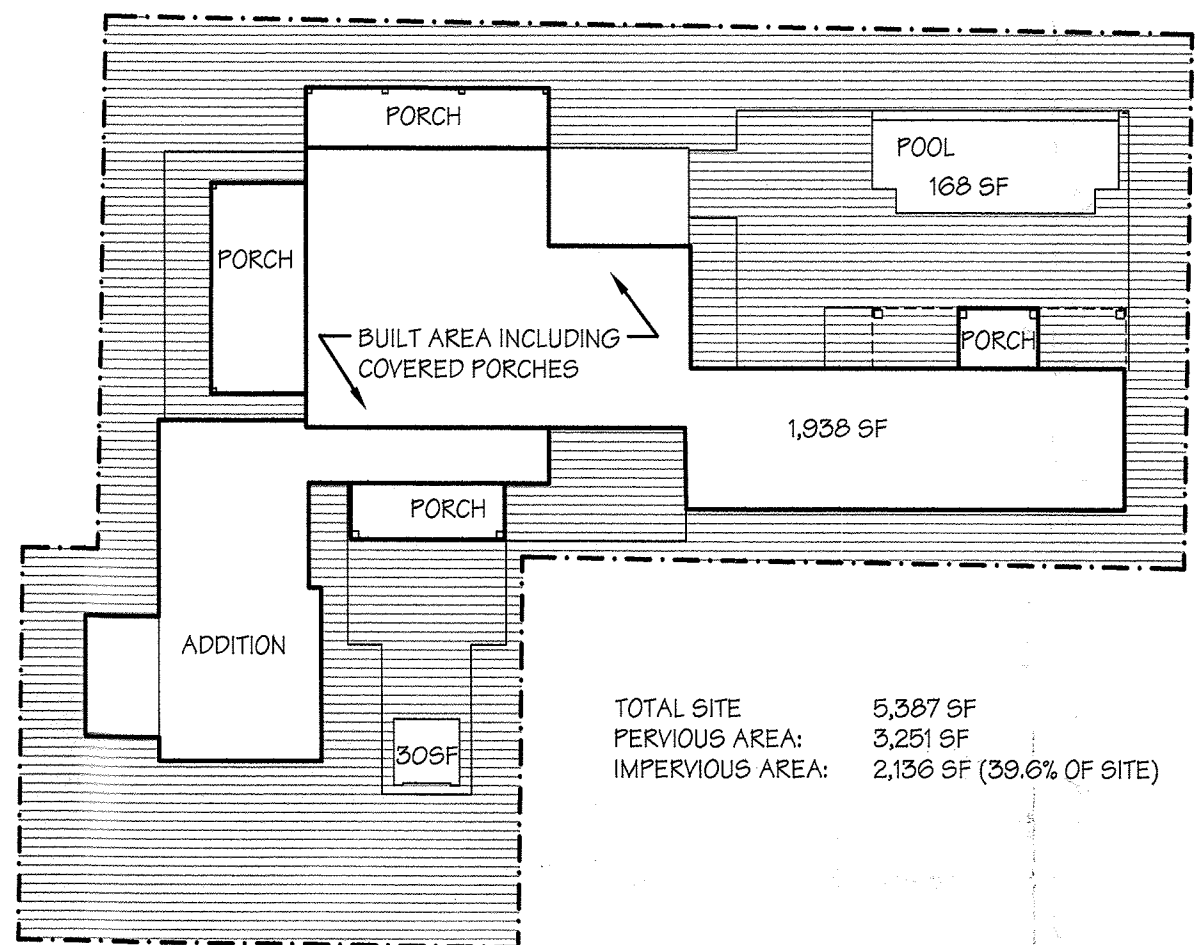 PORCH
POOL
168 SF
PORCH
BUILT AREA INCLUDING
COVERED PORCHES
PORCH
1,938 SF
PORCH
ADDITION
30SF
TOTAL SITE 5,387 SF
PERVIOUS AREA: 3,251 SF
IMPERVIOUS AREA: 2,136 SF (39.6% OF SITE)